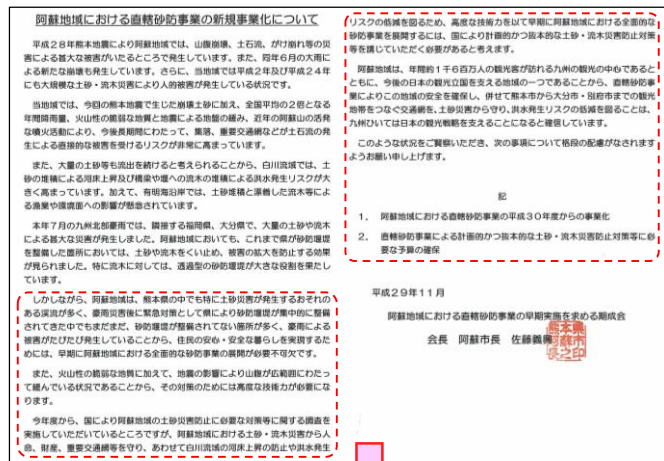 阿蘇地域における直轄砂防事業の新規事業化について
平成２８年熊本地震により阿蘇地域では、山腹崩壊、土石流、がけ崩れ等の災
害による甚大な被害がいたるところで発生しています。また、同年６月の大雨に
よる新たな崩壊も発生しています。さらに、当地域では平成２年及び平成２４年
にも大規模な土砂・流木災害により人的被害が発生している状況です。
当地域では、今回の熊本地震で生じた崩壊土砂に加え、全国平均の２倍となる
年間降雨量、火山性の脆弱な地質と地震による地盤の緩み、近年の阿蘇山の活発
な噴火活動により、今後長期間にわたって、集落、重要交通網などが土石流の発
生による直接的な被害を受けるリスクが非常に高まっています。
また、大量の土砂等も流出を続けると考えられることから、白川流域では、土
砂の堆積による河床上昇及び橋梁や堰への流木の堆積による洪水発生リスクが大
きく高まっています。加えて、有明海沿岸では、土砂堆積と漂着した流木等によ
る漁業や環境面への影響が懸念されています。
本年７月の九州北部豪雨では、隣接する福岡県、大分県で、大量の土砂や流木
による甚大な災害が発生しました。阿蘇地域においても、これまで県が砂防堰堤
を整備した箇所においては、土砂や流木をくい止め、被害の拡大を防止する効果
が見られました。特に流木に対しては、透過型の砂防堰堤が大きな役割を果たし
ています。
しかしながら、阿蘇地域は、熊本県の中でも特に土砂災害が発生するおそれの
ある渓流が多く、豪雨災害後に緊急対策として県により砂防堰堤が集中的に整備
されてきた中でもまだまだ、砂防堰堤が整備されてない箇所が多く、豪雨による
被害がたびたび発生していることから、住民の安心・安全な暮らしを実現するた
めには、早期に阿蘇地域における全面的な砂防事業の展開が必要不可欠です。
また、火山性の脆弱な地質に加えて、地震の影響により山腹が広範囲にわたっ
て緩んでいる状況であることから、その対策のためには高度な技術力が必要にな
ります。
今年度から、国により阿蘇地域の土砂災害防止に必要な対策等に関する調査を
実施していただいているところですが、阿蘇地域における土砂・流木災害から人
命、財産、重要交通網等を守り、あわせて白川流域の河床上昇の防止や洪水発生
リスクの低減を図るため、高度な技術力を以て早期に阿蘇地域における全面的な
砂防事業を展開するには、国により計画的かつ抜本的な土砂・流木災害防止対策
等を講じていただく必要があると考えます。
阿蘇地域は、年間約１千６百万人の観光客が訪れる九州の観光の中心であると
ともに、今後の日本の観光立国を支える地域の一つであることから、直轄砂防事
業によりこの地域の安全を確保し、併せて熊本市から大分市・別府市までの観光
地帯をつなぐ交通網を、土砂災害から守り、洪水発生リスクの低減を図ることは、
九州ひいては日本の観光戦略を支えることになると確信しています。
このような状況をご賢察いただき、次の事項について格段の配慮がなされます
ようお願い申し上げます。
記
１． 阿蘇地域における直轄砂防事業の平成３０年度からの事業化
２． 直轄砂防事業による計画的かつ抜本的な土砂・流木災害防止対策等に必
要な予算の確保
平成２９年１１月
阿蘇地域における直轄砂防事業の早期実施を求める期成会
会長 阿蘇市長 佐藤義興